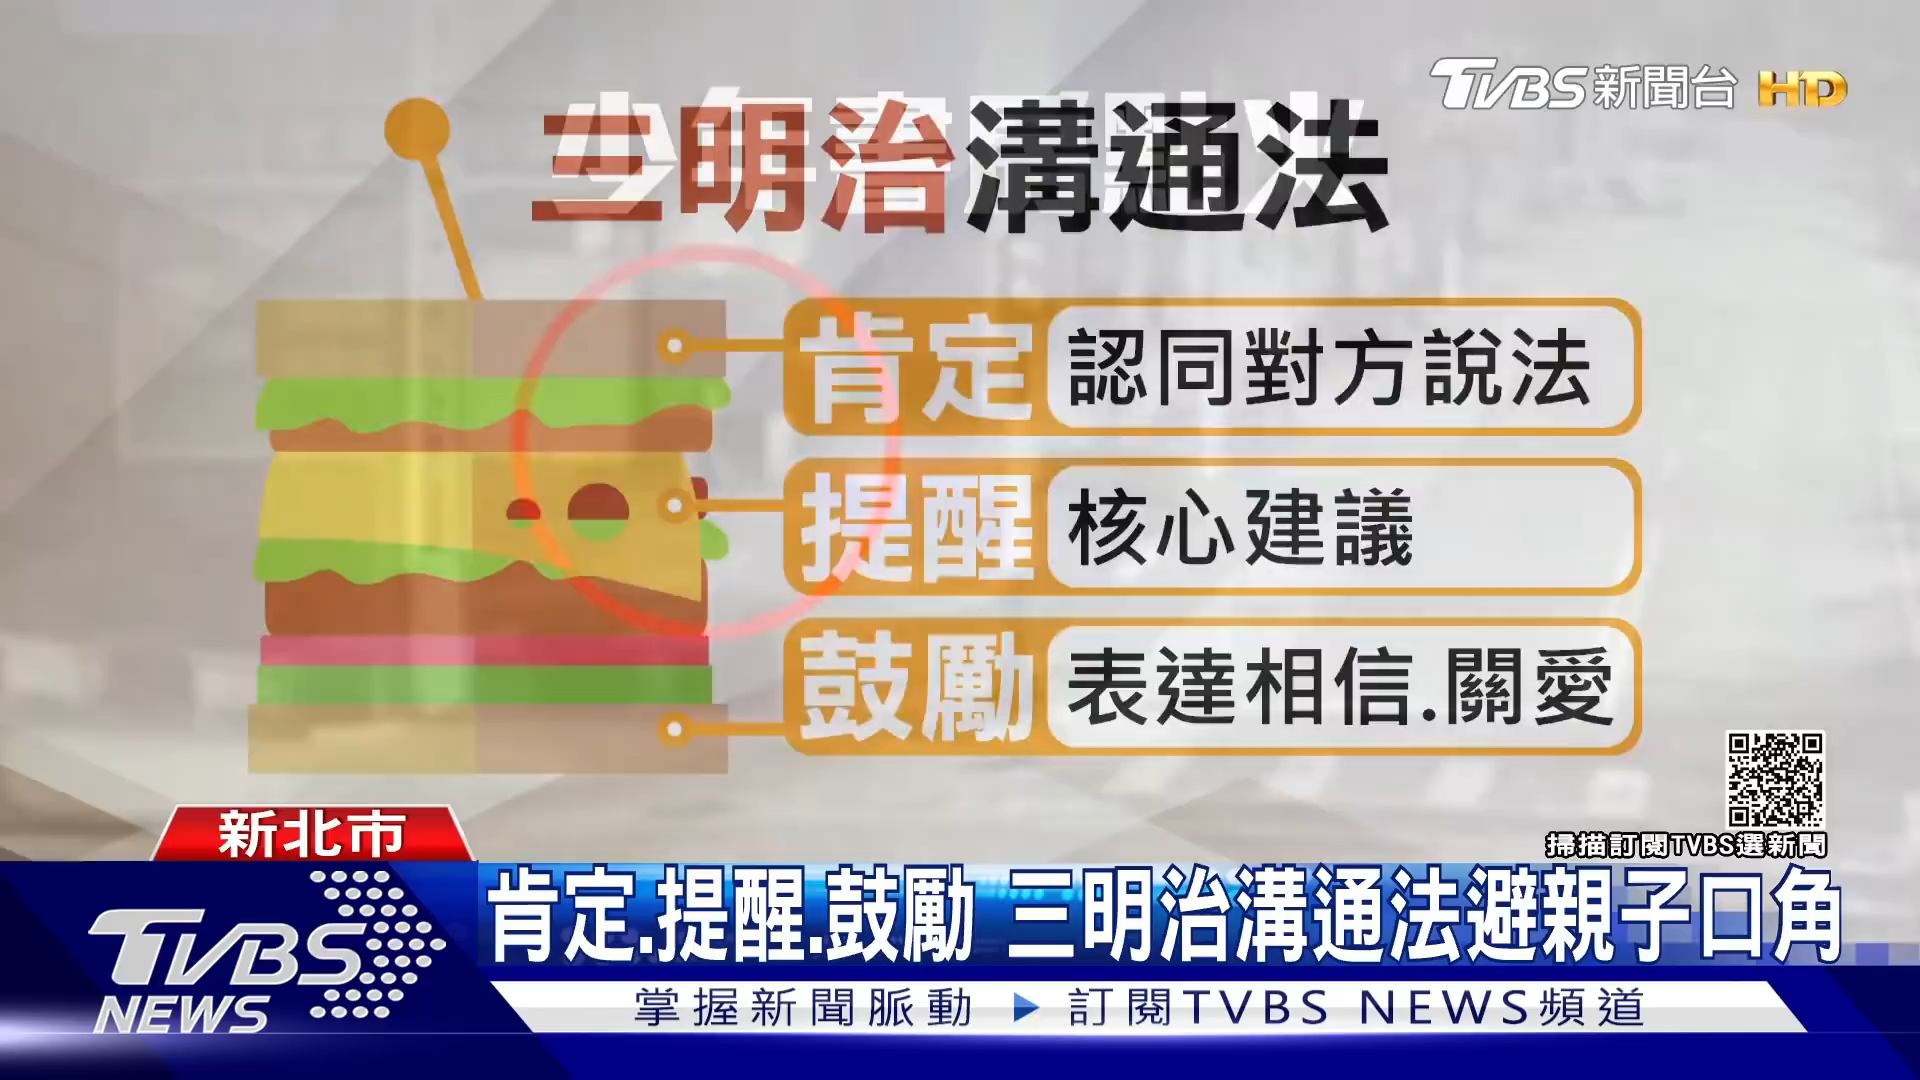 TVBS新聞台 HD
三明治溝通法
肯定 認同對方說法
提醒 核心建議
鼓勵 表達相信.關愛
掃描訂閱TVBS選新聞
新北市
肯定.提醒.鼓勵 三明治溝通法避親子口角
TVBS
NEWS
掌握新聞脈動 ▶ 訂閱TVBS NEWS頻道